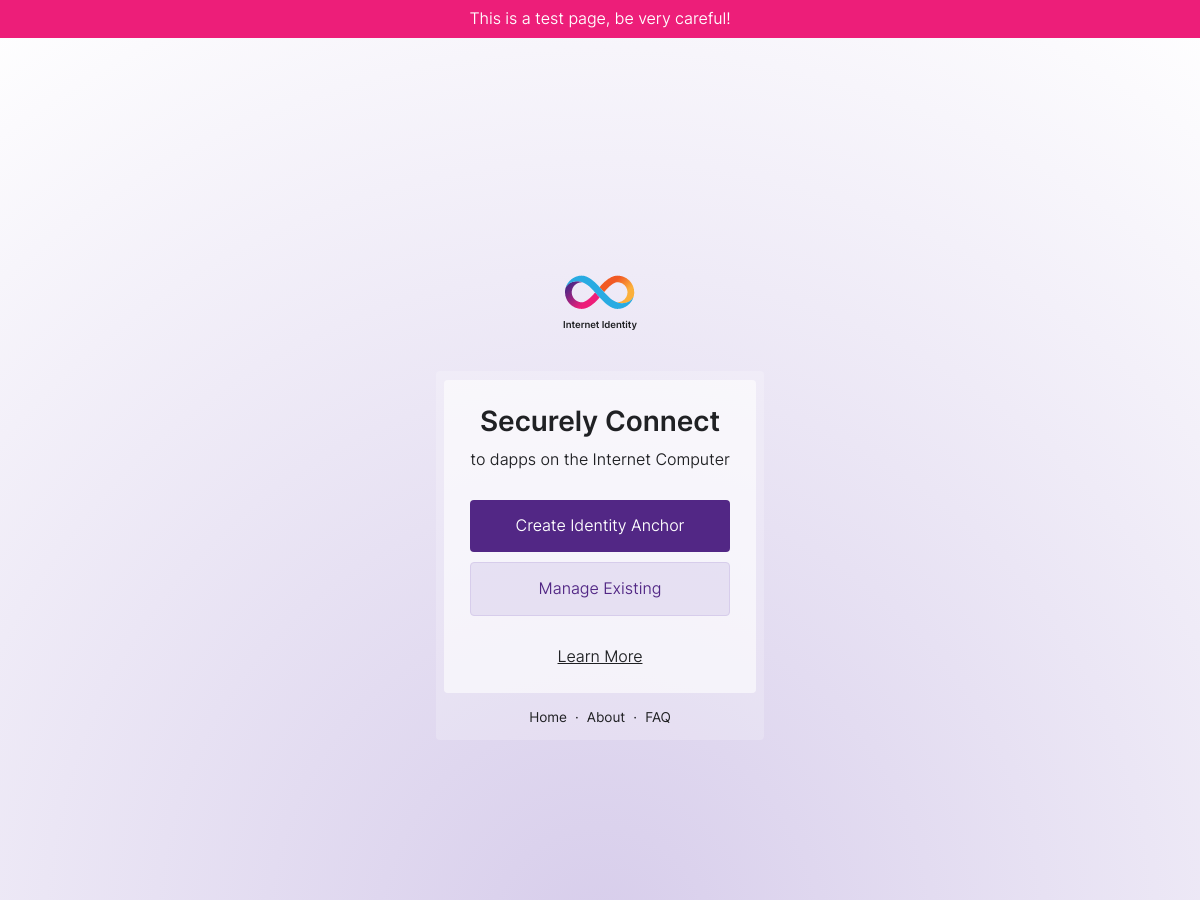 This is a test page, be very careful!
Internet Identity
Securely Connect
to dapps on the Internet Computer
Create Identity Anchor
Manage Existing
Learn More
Home · About · FAQ